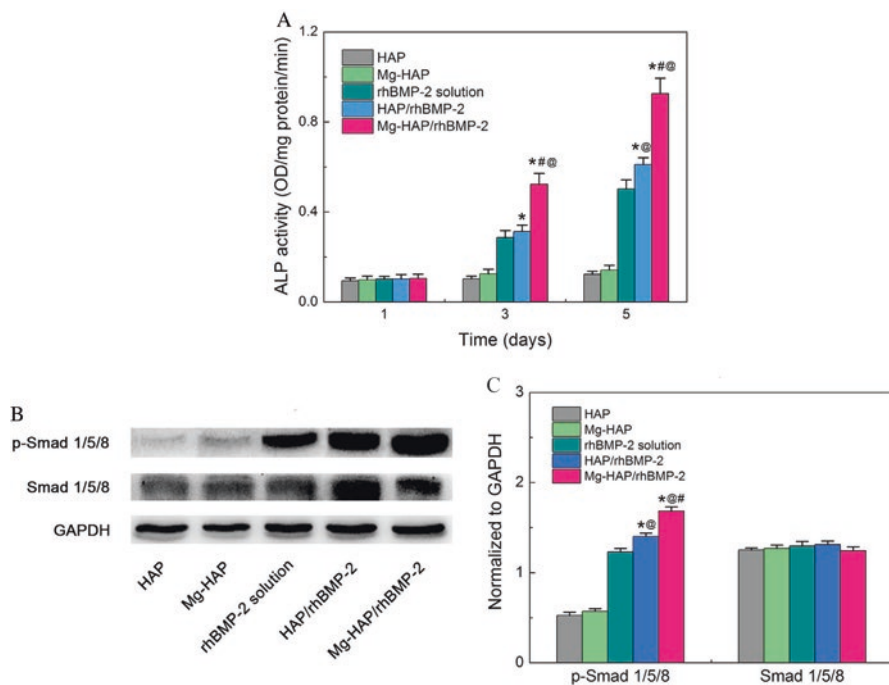 A
ALP activity (OD/mg protein/min)
1.2
0.8
0.4
0.0
HAP
Mg-HAP
rhBMP-2 solution
HAP/rhBMP-2
Mg-HAP/rhBMP-2
*
*#@
*@
*#@
1 3 5
Time (days)
B
p-Smad 1/5/8
Smad 1/5/8
GAPDH
HAP
Mg-HAP
rhBMP-2 solution
HAP/rhBMP-2
Mg-HAP/rhBMP-2
C
Normalized to GAPDH
3
2
1
0
HAP
Mg-HAP
rhBMP-2 solution
HAP/rhBMP-2
Mg-HAP/rhBMP-2
*@
*@#
p-Smad 1/5/8 Smad 1/5/8